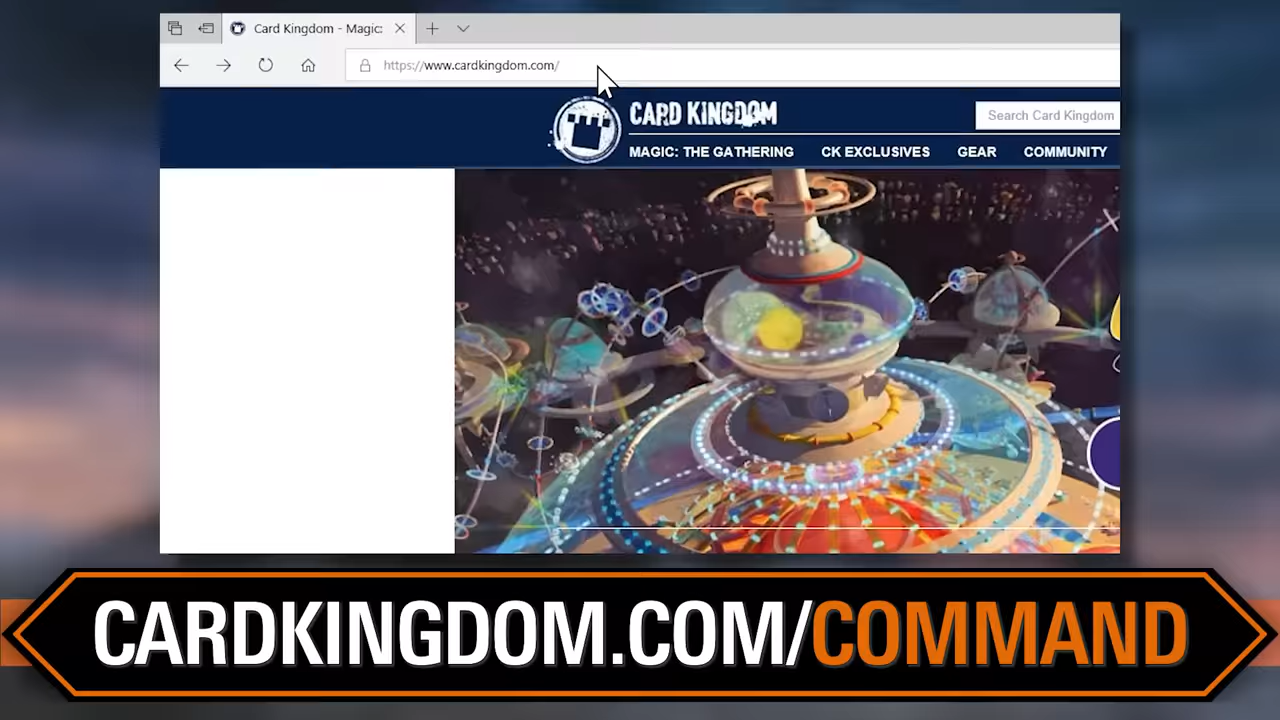 Card Kingdom - Magic:
https://www.cardkingdom.com/
CARD KINGDOM
Search Card Kingdom
MAGIC: THE GATHERING CK EXCLUSIVES GEAR COMMUNITY
CARDKINGDOM.COM/COMMAND